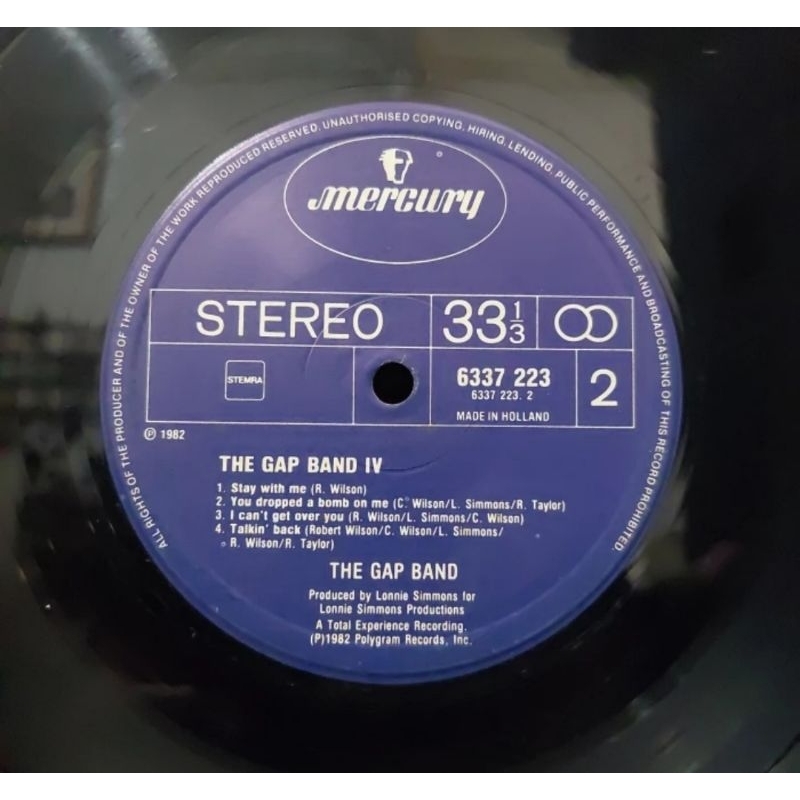 ALL RIGHTS OF THE PRODUCER AND OF THE OWNER OF THE WORK REPRODUCED RESERVED. UNAUTHORISED COPYING, HIRING, LENDING, PUBLIC PERFORMANCE AND BROADCASTING OF THIS RECORD PROHIBITED.
mercury
STEREO 33 1/3
STEMRA 6337 223 2
6337 223. 2
MADE IN HOLLAND
℗ 1982
THE GAP BAND IV
1. Stay with me (R. Wilson)
2. You dropped a bomb on me (C. Wilson/L. Simmons/R. Taylor)
3. I can't get over you (R. Wilson/L. Simmons/C. Wilson)
4. Talkin' back (Robert Wilson/C. Wilson/L. Simmons/
R. Wilson/R. Taylor)
THE GAP BAND
Produced by Lonnie Simmons for
Lonnie Simmons Productions
A Total Experience Recording.
(P)1982 Polygram Records, Inc.